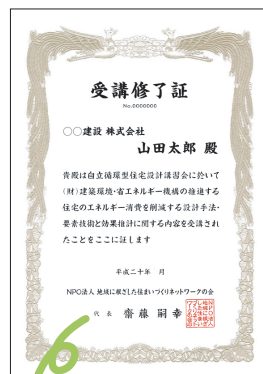 受講修了証
No.0000000
〇〇建設 株式会社
山田太郎 殿
貴殿は自立循環型住宅設計講習会に於いて
(財)建築環境・省エネルギー機構の推進する
住宅のエネルギー消費を削減する設計手法・
要素技術と効果推計に関する内容を受講され
たことをここに証します
平成二十年　月
NPO法人 地域に根ざした住まいづくりネットワークの会
代 表　齋藤 嗣幸
6